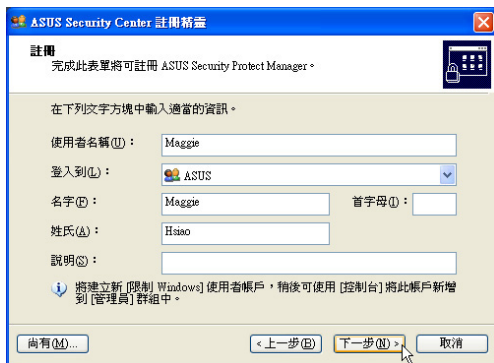 ASUS Security Center 註冊精靈
註冊
完成此表單將可註冊 ASUS Security Protect Manager。
在下列文字方塊中輸入適當的資訊。
使用者名稱(U)： Maggie
登入到(L)： ASUS
名字(F)： Maggie 首字母(I)：
姓氏(A)： Hsiao
說明(S)：
將建立新 [限制 Windows] 使用者帳戶，稍後可使用 [控制台] 將此帳戶新增
到 [管理員] 群組中。
尚有(M)... <上一步(B) 下一步(N)> 取消